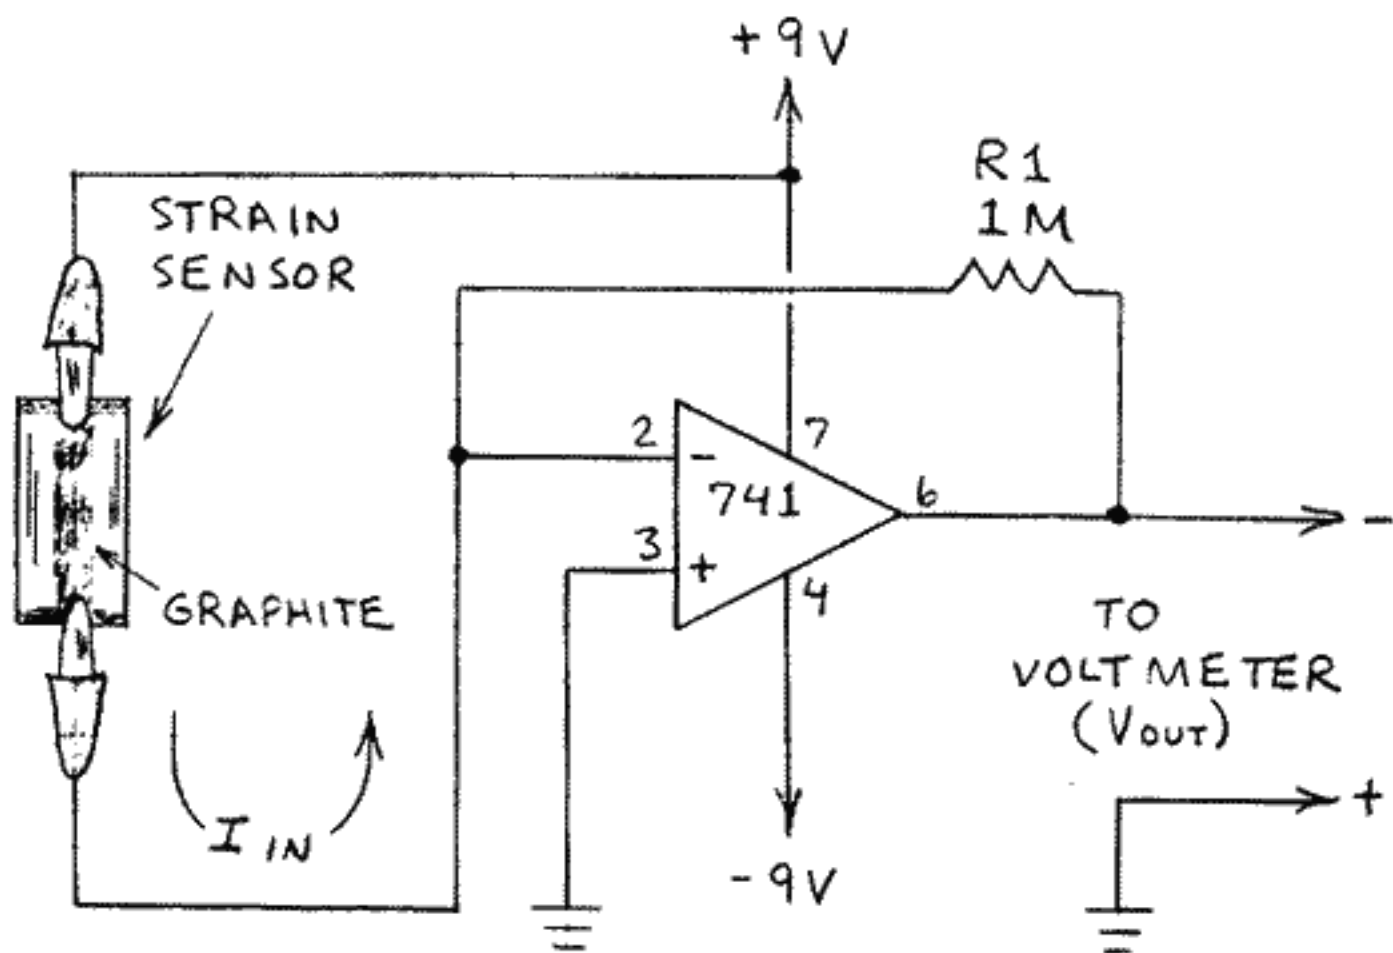 +9V
R1
1M
STRAIN
SENSOR
2
-
7
741
6
-
3
+
4
GRAPHITE
TO
VOLTMETER
(VOUT)
IIN
+
-9V